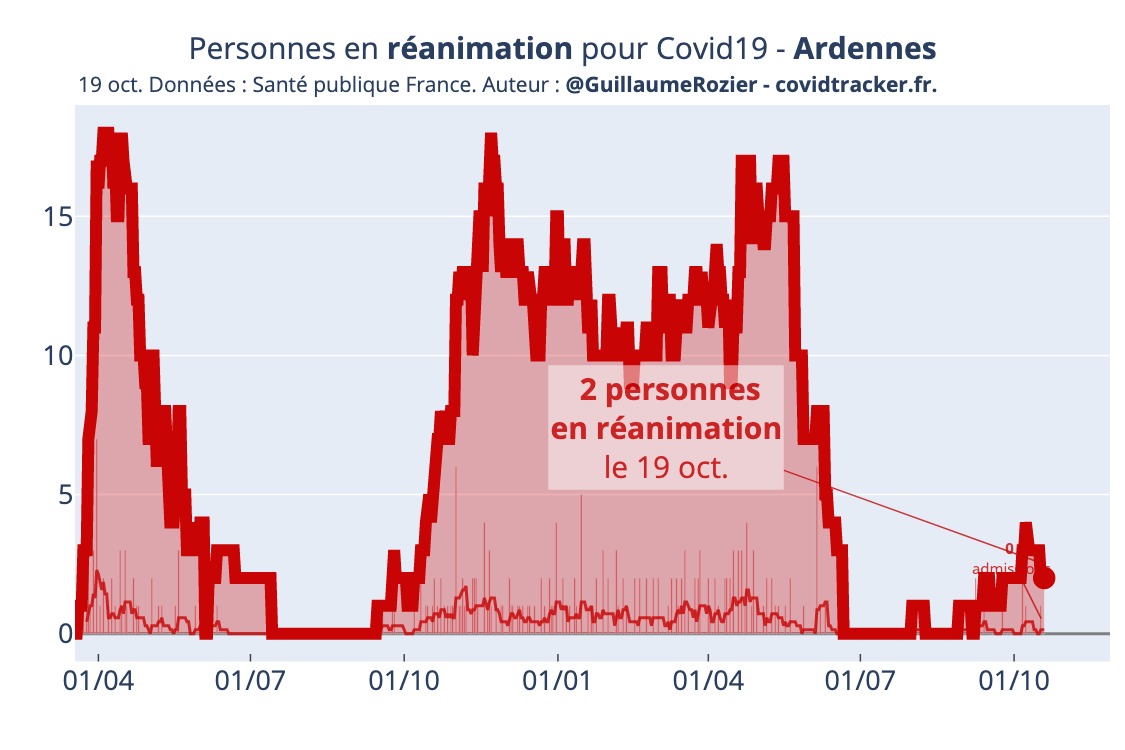 Personnes en réanimation pour Covid19 - Ardennes
19 oct. Données : Santé publique France. Auteur : @GuillaumeRozier - covidtracker.fr.
15
10
5
0
2 personnes
en réanimation
le 19 oct.
0
01/04 01/07 01/10 01/01 01/04 01/07 01/10